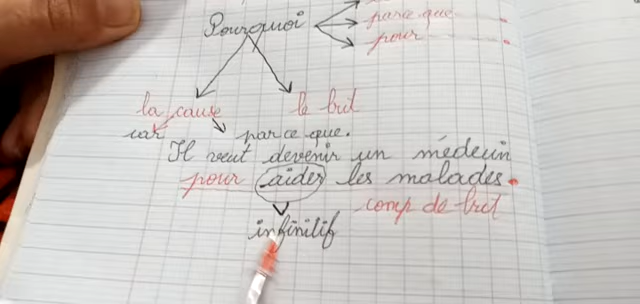 Pourquoi
parce que
pour
la cause le but
car parce que.
Il veut devenir un médecin
pour aider les malades.
comp de but
infinitif